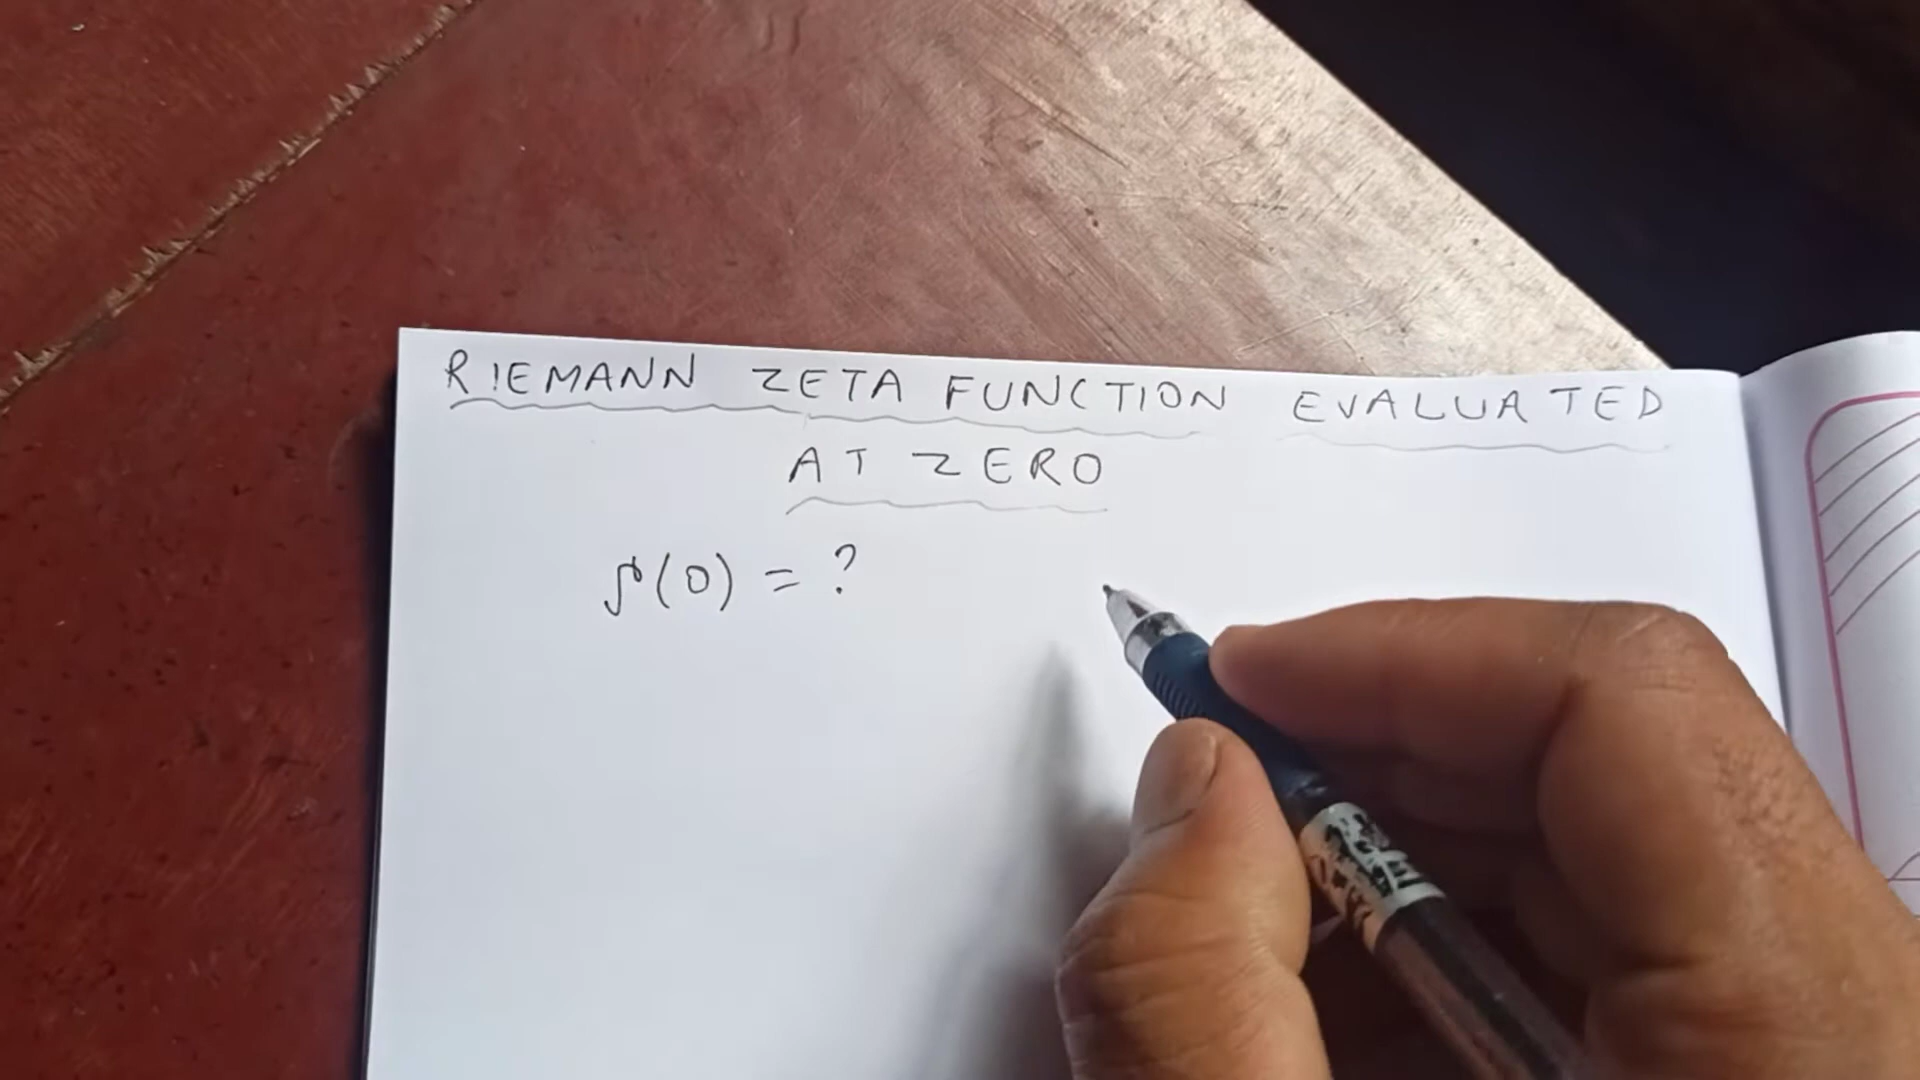 RIEMANN ZETA FUNCTION EVALUATED
AT ZERO
ζ(0) = ?